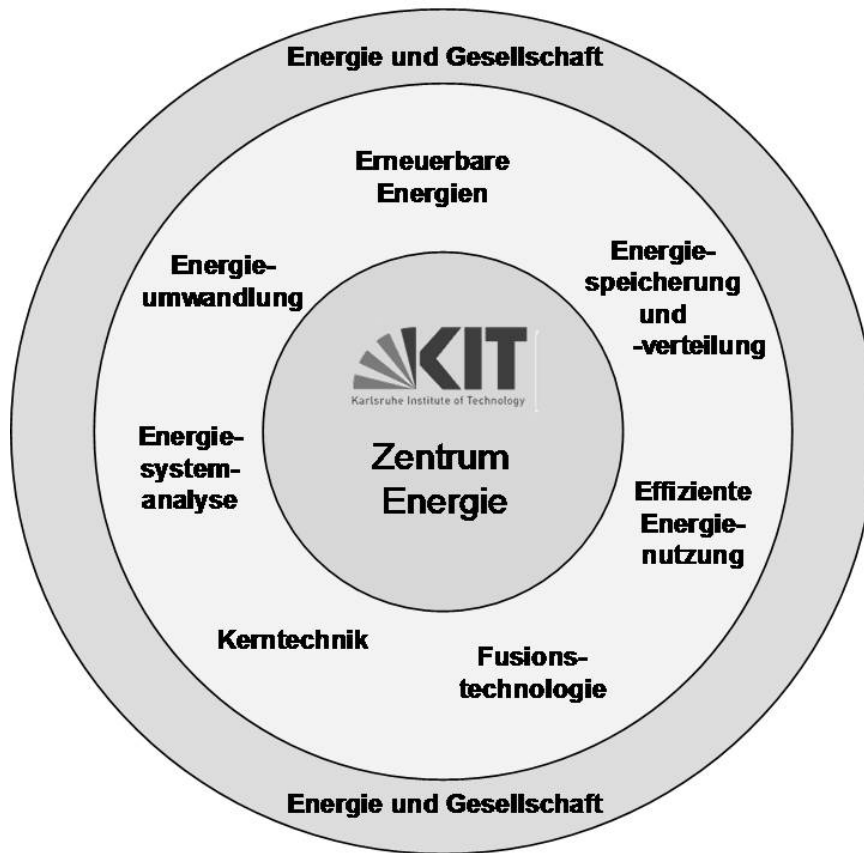 Energie und Gesellschaft
Erneuerbare
Energien
Energie-
speicherung
und
-verteilung
Energie-
umwandlung
KIT
Karlsruhe Institute of Technology
Zentrum
Energie
Energie-
system-
analyse
Effiziente
Energie-
nutzung
Kerntechnik
Fusions-
technologie
Energie und Gesellschaft